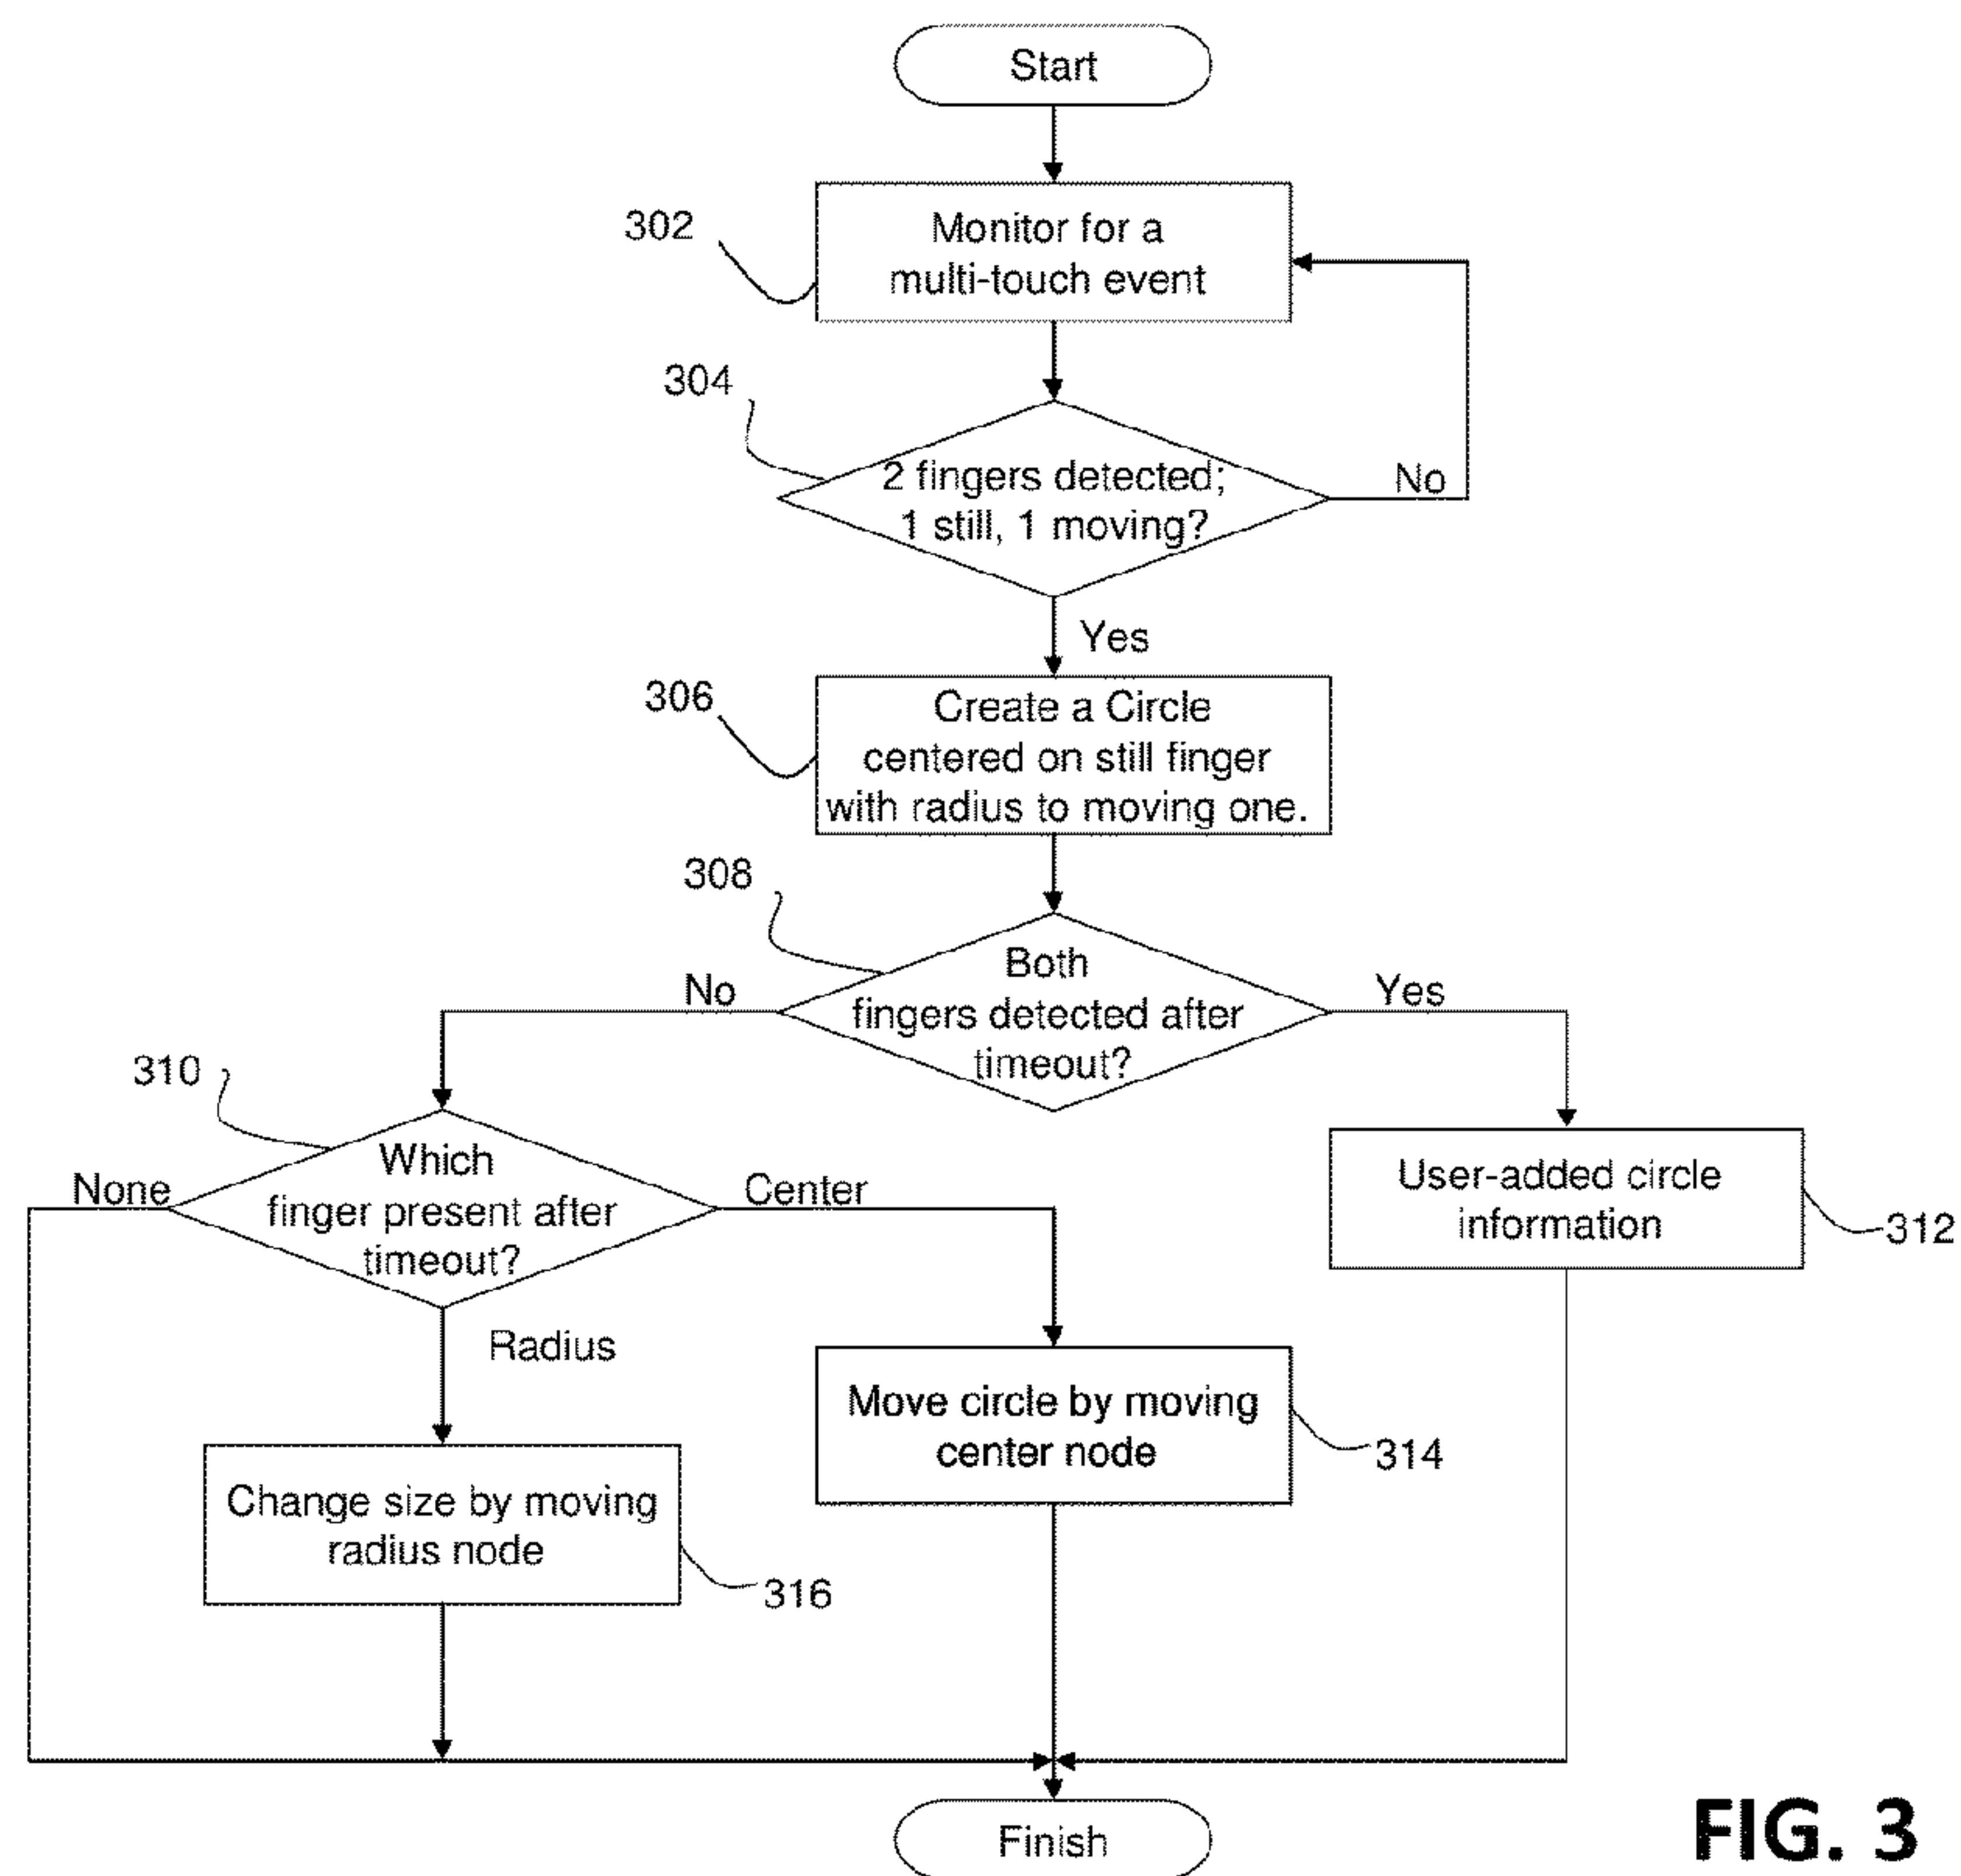 Start
302
Monitor for a
multi-touch event
304
2 fingers detected;
1 still, 1 moving?
No
Yes
306
Create a Circle
centered on still finger
with radius to moving one.
308
Both
fingers detected after
timeout?
No
Yes
310
Which
finger present after
timeout?
None
Center
Radius
User-added circle
information
312
Move circle by moving
center node
314
Change size by moving
radius node
316
Finish
FIG. 3